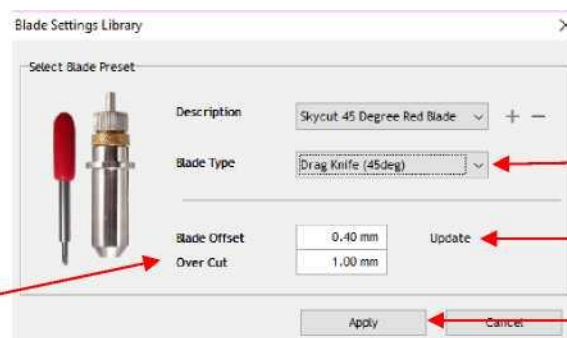 Blade Settings Library
Select Blade Preset
Description Skycut 45 Degree Red Blade + −
Blade Type Drag Knife (45deg)
Blade Offset 0.40 mm Update
Over Cut 1.00 mm
Apply Cancel